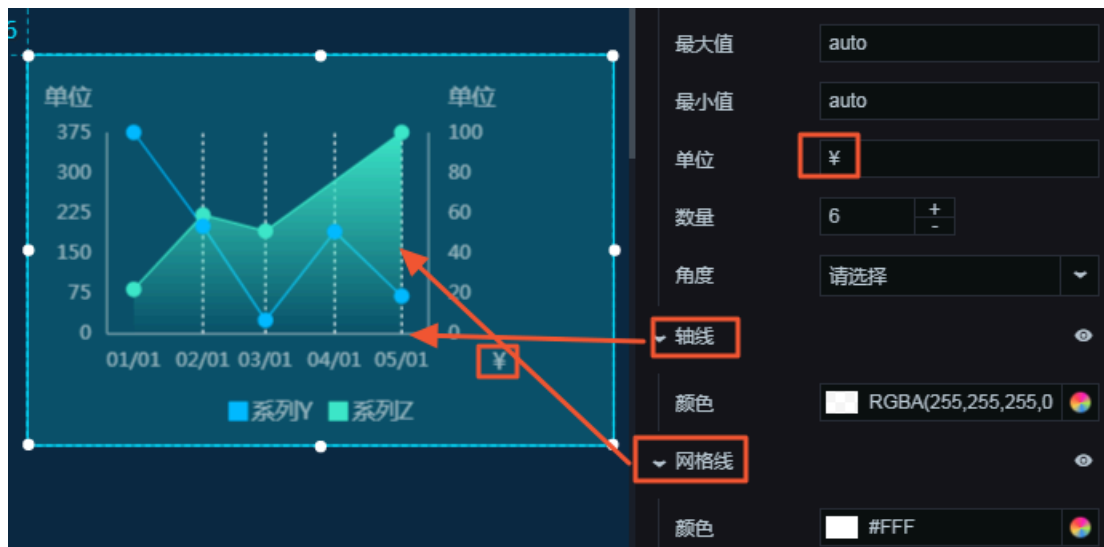 5
单位 单位
375 100
300 80
225 60
150 40
75 20
0 0
01/01 02/01 03/01 04/01 05/01 ¥
系列Y 系列Z
最大值 auto
最小值 auto
单位 ¥
数量 6 + -
角度 请选择
轴线
颜色 RGBA(255,255,255,0
网格线
颜色 #FFF